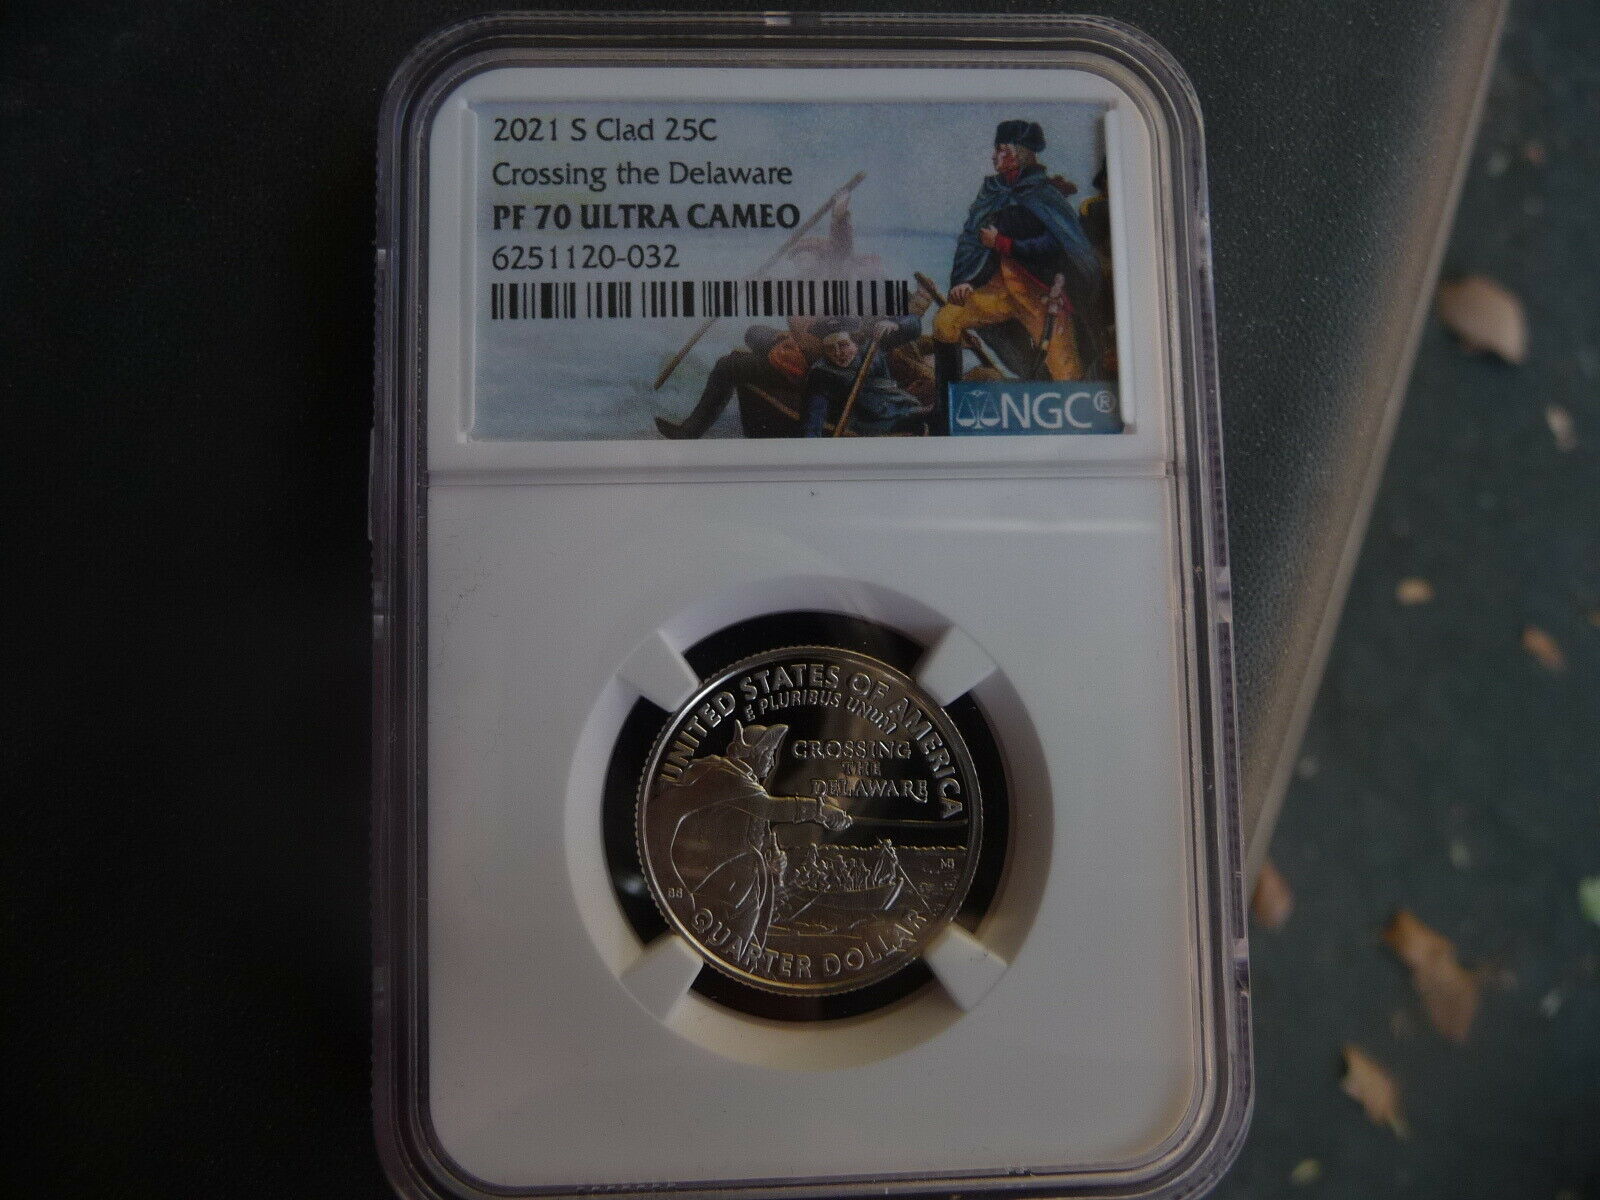 2021 S Clad 25C
Crossing the Delaware
PF 70 ULTRA CAMEO
6251120-032
NGC®
UNITED STATES OF AMERICA
E PLURIBUS UNUM
CROSSING
THE
DELAWARE
BB
QUARTER DOLLAR